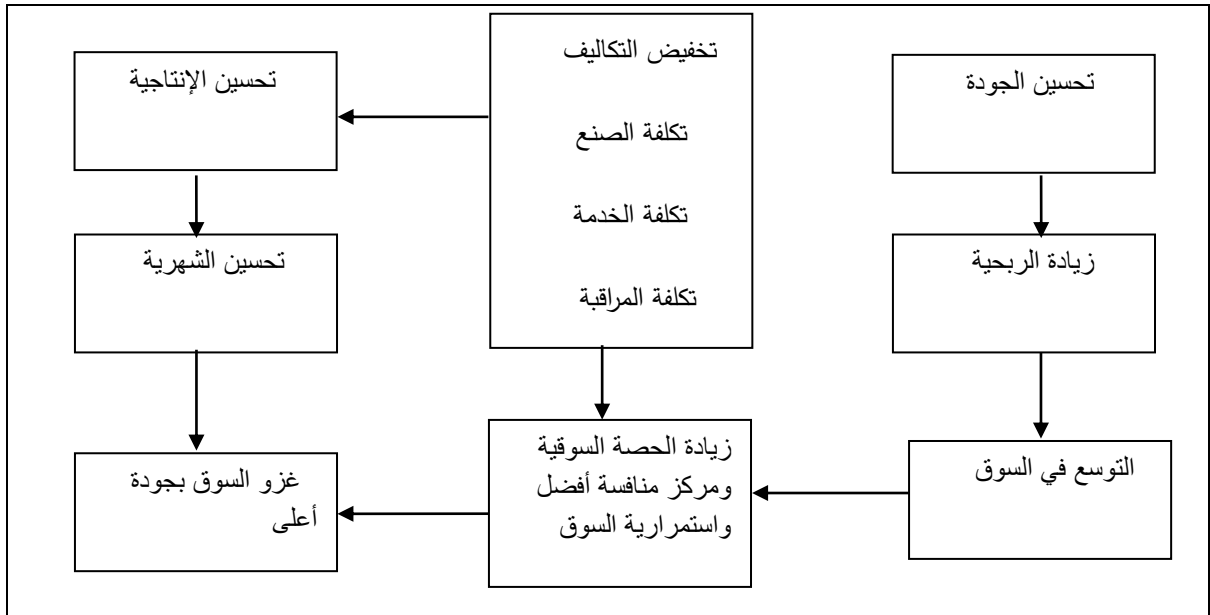 تحسين الجودة
زيادة الربحية
التوسع في السوق
تخفيض التكاليف
تكلفة الصنع
تكلفة الخدمة
تكلفة المراقبة
زيادة الحصة السوقية
ومركز منافسة أفضل
واستمرارية السوق
تحسين الإنتاجية
تحسين الشهرية
غزو السوق بجودة
أعلى